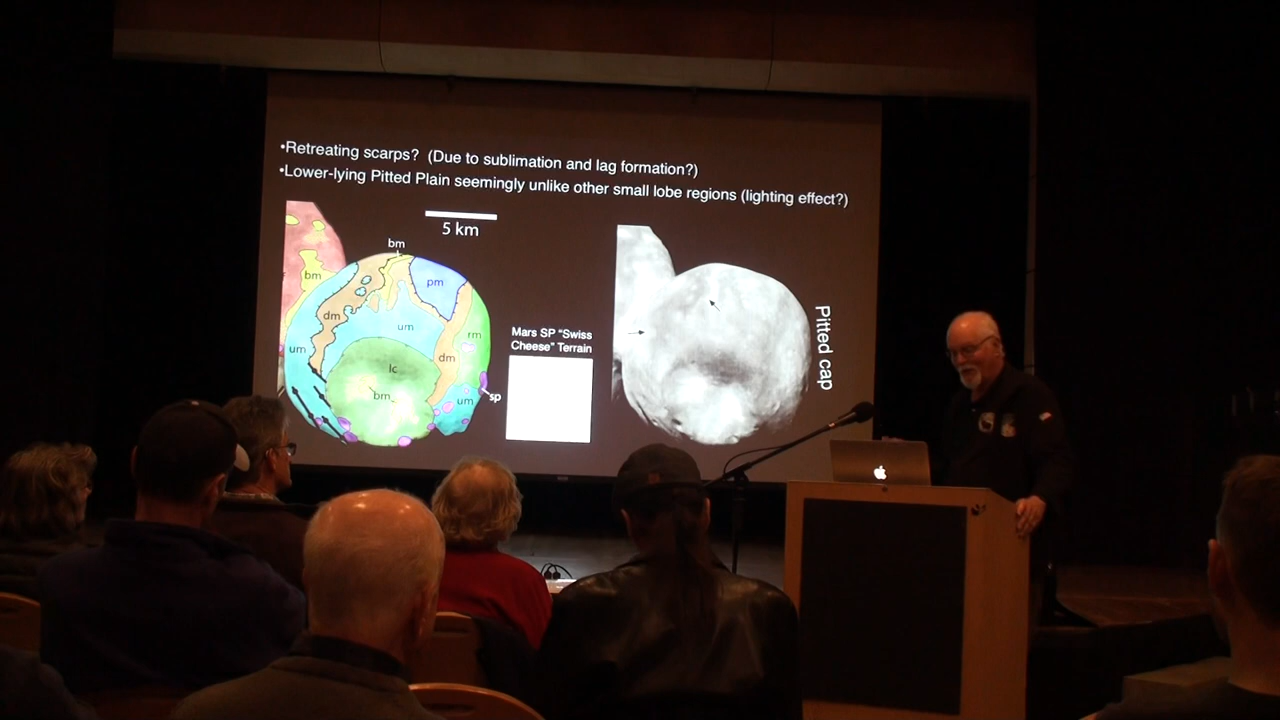 •Retreating scarps?  (Due to sublimation and lag formation?)
•Lower-lying Pitted Plain seemingly unlike other small lobe regions (lighting effect?)
5 km
bm
bm
pm
dm
um
rm
um
dm
lc
bm
um
sp
Mars SP "Swiss
Cheese" Terrain
Pitted cap